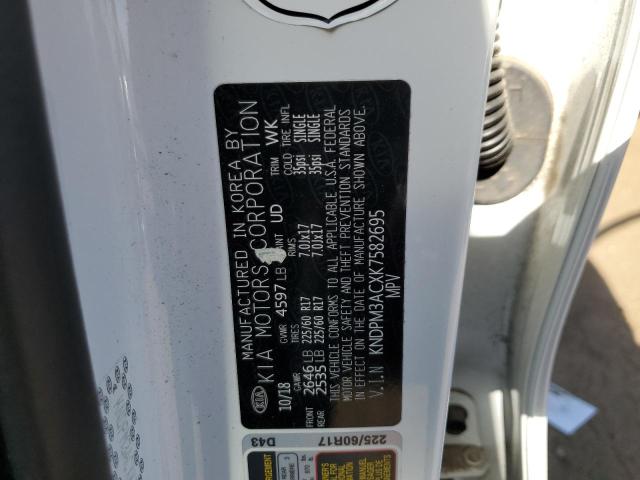 MANUFACTURED IN KOREA BY
KIA KIA MOTORS CORPORATION
10/18 GVWR 4597 LB UD TRIM WK
TIRES RIMS COLD TIRE INFL
FRONT 2646 LB 225/60 R17 7.0JX17 35psi SINGLE
REAR 2535 LB 225/60 R17 7.0JX17 35psi SINGLE
THIS VEHICLE CONFORMS TO ALL APPLICABLE U.S.A. FEDERAL
MOTOR VEHICLE SAFETY AND THEFT PREVENTION STANDARDS
IN EFFECT ON THE DATE OF MANUFACTURE SHOWN ABOVE.
V.I.N KNDPM3ACXK7582695
MPV
D43
225/60R17